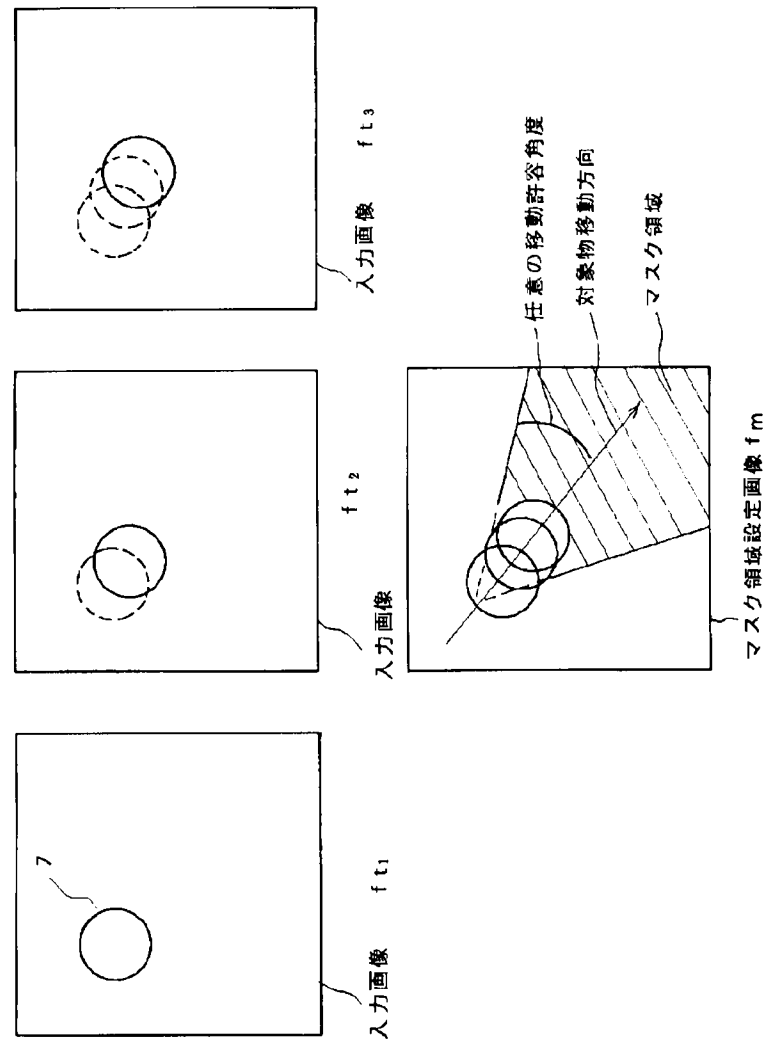 7
入力画像 ft₁
入力画像 ft₂
入力画像 ft₃
任意の移動許容角度
対象物移動方向
マスク領域
マスク領域設定画像 fm